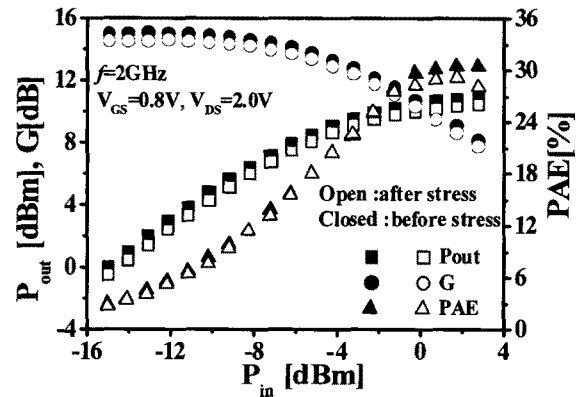 16
12
8
4
0
-4
P_out [dBm], G[dB]
36
30
24
18
12
6
0
PAE[%]
f=2GHz
V_GS=0.8V, V_DS=2.0V
Open :after stress
Closed :before stress
Pout
G
PAE
-16 -12 -8 -4 0 4
P_in [dBm]